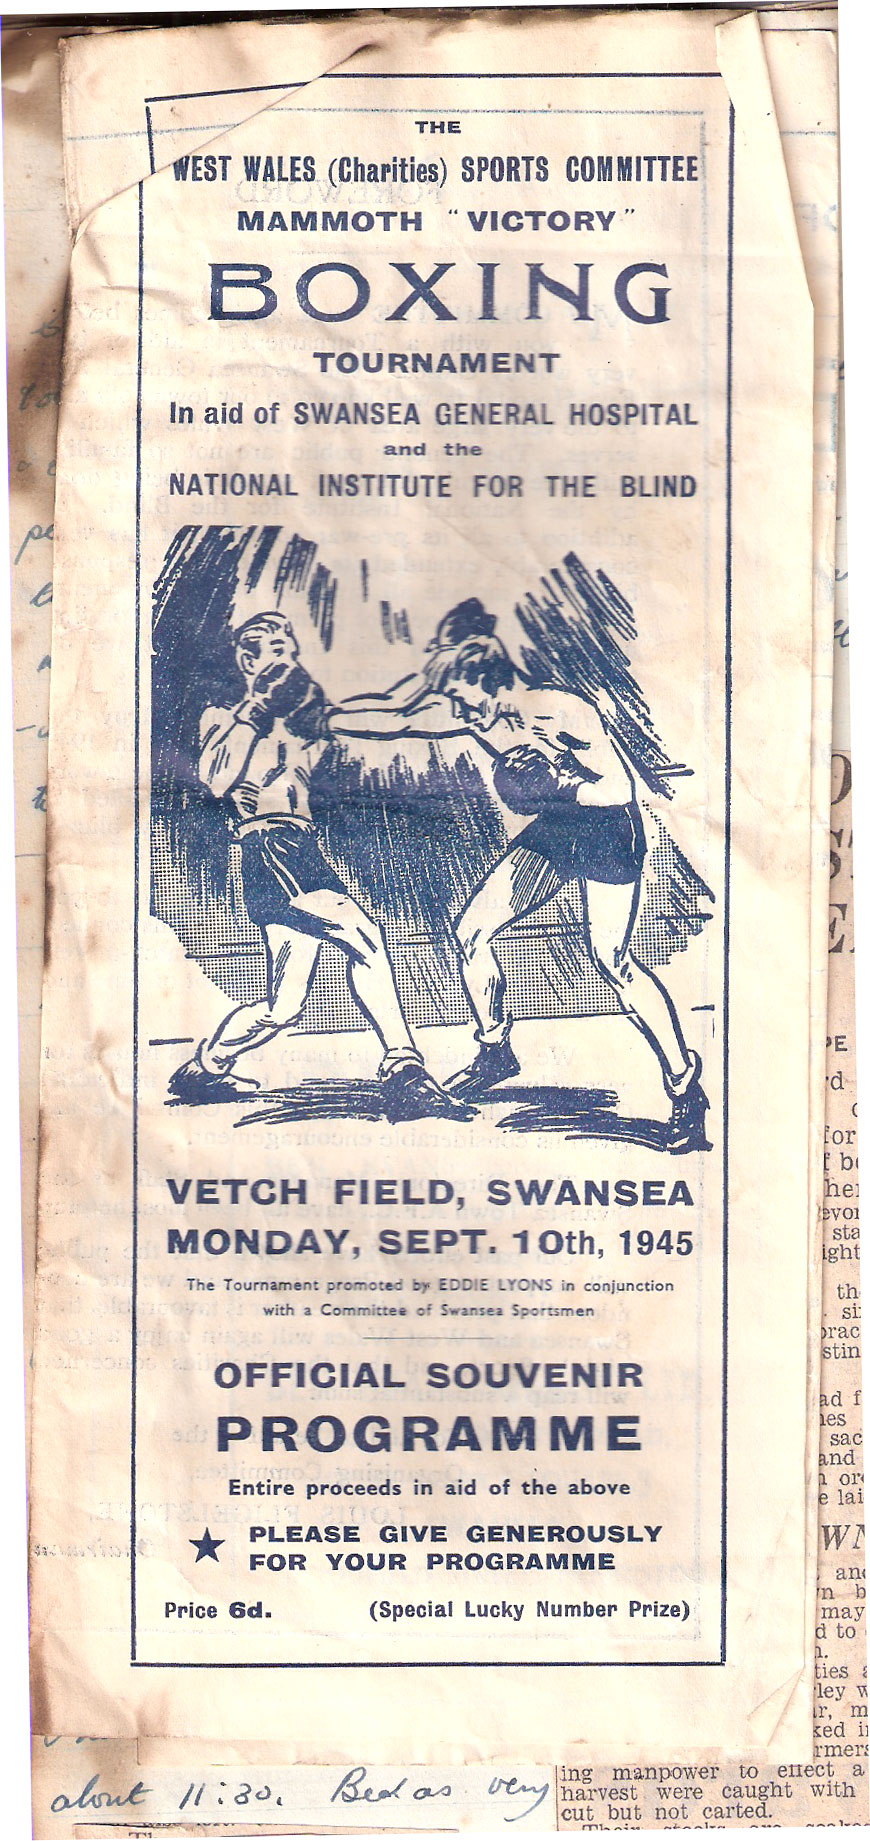 THE
WEST WALES (Charities) SPORTS COMMITTEE
MAMMOTH "VICTORY"
BOXING
TOURNAMENT
In aid of SWANSEA GENERAL HOSPITAL
and the
NATIONAL INSTITUTE FOR THE BLIND
VETCH FIELD, SWANSEA
MONDAY, SEPT. 10th, 1945
The Tournament promoted by EDDIE LYONS in conjunction
with a Committee of Swansea Sportsmen
OFFICIAL SOUVENIR
PROGRAMME
Entire proceeds in aid of the above
★ PLEASE GIVE GENEROUSLY
FOR YOUR PROGRAMME
Price 6d. (Special Lucky Number Prize)
about 11:30. Bed as very
ing manpower to effect a
harvest were caught with
cut but not carted.